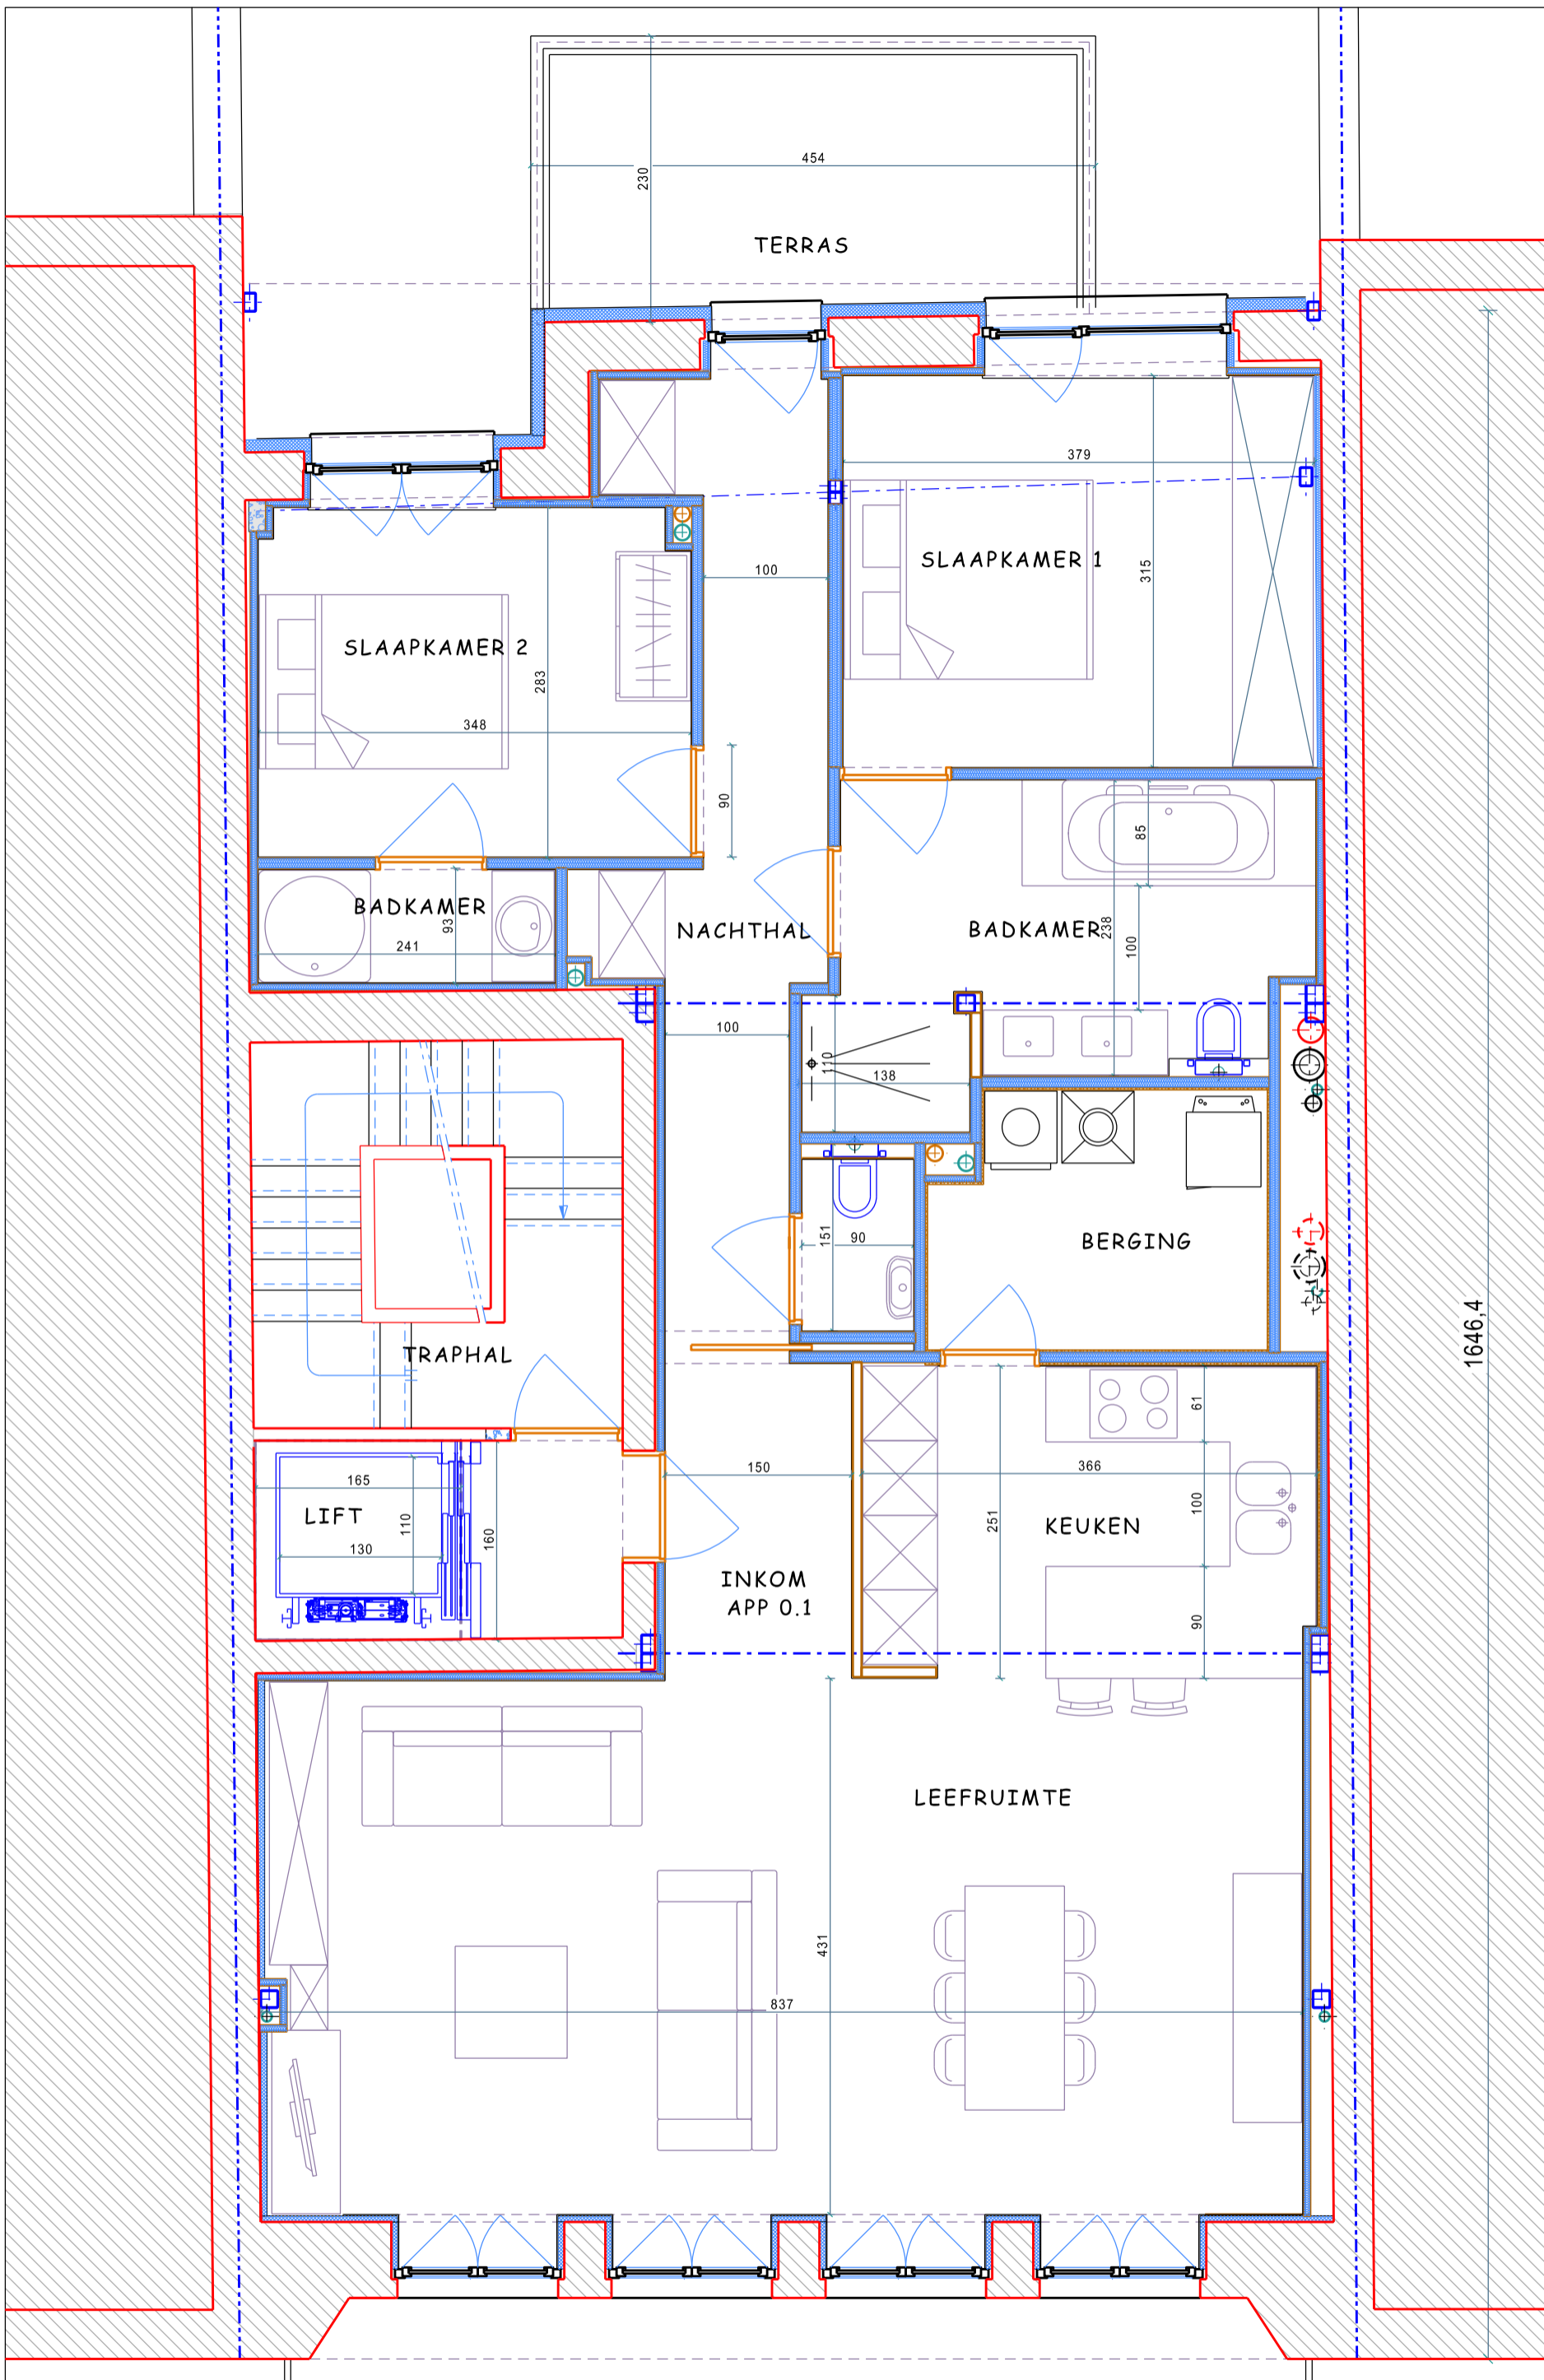 454
230
TERRAS
379
SLAAPKAMER 1
315
100
SLAAPKAMER 2
283
348
90
85
BADKAMER
93
241
NACHTHAL
BADKAMER
238
100
100
110
138
151
90
BERGING
1646,4
TRAPHAL
61
150
366
165
LIFT
110
130
160
251
KEUKEN
100
INKOM
APP 0.1
90
LEEFRUIMTE
431
837